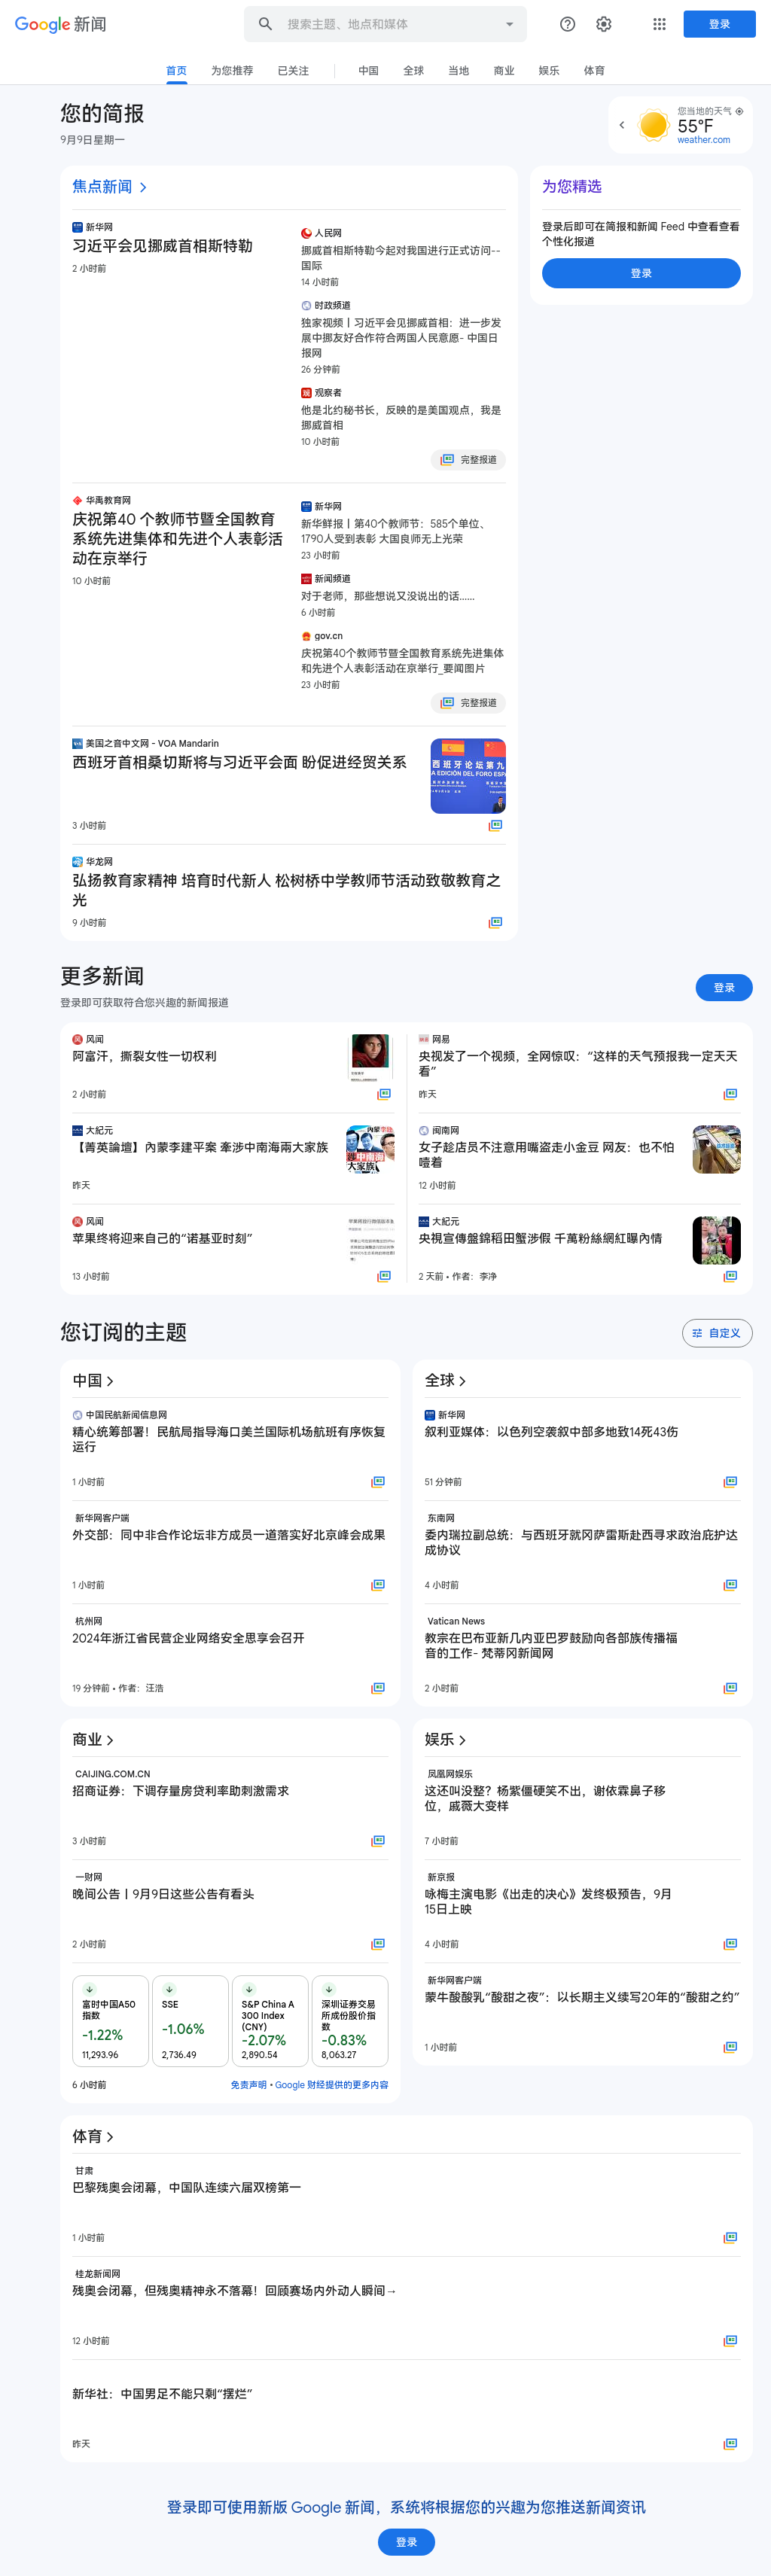 Google 新闻
搜索主题、地点和媒体
登录
首页
为您推荐
已关注
中国
全球
当地
商业
娱乐
体育
您的简报
9月9日星期一
您当地的天气
55°F
weather.com
焦点新闻
新华网
习近平会见挪威首相斯特勒
2 小时前
人民网
挪威首相斯特勒今起对我国进行正式访问--
国际
14 小时前
时政频道
独家视频丨习近平会见挪威首相：进一步发
展中挪友好合作符合两国人民意愿- 中国日
报网
26 分钟前
观察者
他是北约秘书长，反映的是美国观点，我是
挪威首相
10 小时前
完整报道
华禹教育网
庆祝第40 个教师节暨全国教育
系统先进集体和先进个人表彰活
动在京举行
10 小时前
新华网
新华鲜报丨第40个教师节：585个单位、
1790人受到表彰 大国良师无上光荣
23 小时前
新闻频道
对于老师，那些想说又没说出的话……
6 小时前
gov.cn
庆祝第40个教师节暨全国教育系统先进集体
和先进个人表彰活动在京举行_要闻图片
23 小时前
完整报道
美国之音中文网 - VOA Mandarin
西班牙首相桑切斯将与习近平会面 盼促进经贸关系
3 小时前
华龙网
弘扬教育家精神 培育时代新人 松树桥中学教师节活动致敬教育之
光
9 小时前
为您精选
登录后即可在简报和新闻 Feed 中查看查看
个性化报道
登录
更多新闻
登录即可获取符合您兴趣的新闻报道
登录
风闻
阿富汗，撕裂女性一切权利
2 小时前
网易
央视发了一个视频，全网惊叹：“这样的天气预报我一定天天
看”
昨天
大纪元
【菁英論壇】內蒙李建平案 牽涉中南海兩大家族
昨天
闽南网
女子趁店员不注意用嘴盗走小金豆 网友：也不怕
噎着
12 小时前
风闻
苹果终将迎来自己的“诺基亚时刻”
13 小时前
大紀元
央視宣傳盤錦稻田蟹涉假 千萬粉絲網紅曝內情
2 天前 • 作者：李净
您订阅的主题
自定义
中国
中国民航新闻信息网
精心统筹部署！民航局指导海口美兰国际机场航班有序恢复
运行
1 小时前
新华网客户端
外交部：同中非合作论坛非方成员一道落实好北京峰会成果
1 小时前
杭州网
2024年浙江省民营企业网络安全思享会召开
19 分钟前 • 作者：汪浩
全球
新华网
叙利亚媒体：以色列空袭叙中部多地致14死43伤
51 分钟前
东南网
委内瑞拉副总统：与西班牙就冈萨雷斯赴西寻求政治庇护达
成协议
4 小时前
Vatican News
教宗在巴布亚新几内亚巴罗鼓励向各部族传播福
音的工作- 梵蒂冈新闻网
2 小时前
商业
CAIJING.COM.CN
招商证券：下调存量房贷利率助刺激需求
3 小时前
一财网
晚间公告丨9月9日这些公告有看头
2 小时前
富时中国A50
指数
-1.22%
11,293.96
SSE
-1.06%
2,736.49
S&P China A
300 Index
(CNY)
-2.07%
2,890.54
深圳证券交易
所成份股价指
数
-0.83%
8,063.27
6 小时前
免责声明 • Google 财经提供的更多内容
娱乐
凤凰网娱乐
这还叫没整？杨紫僵硬笑不出，谢依霖鼻子移
位，戚薇大变样
7 小时前
新京报
咏梅主演电影《出走的决心》发终极预告，9月
15日上映
4 小时前
新华网客户端
蒙牛酸酸乳“酸甜之夜”：以长期主义续写20年的“酸甜之约”
1 小时前
体育
甘肃
巴黎残奥会闭幕，中国队连续六届双榜第一
1 小时前
桂龙新闻网
残奥会闭幕，但残奥精神永不落幕！回顾赛场内外动人瞬间→
12 小时前
新华社：中国男足不能只剩“摆烂”
昨天
登录即可使用新版 Google 新闻，系统将根据您的兴趣为您推送新闻资讯
登录